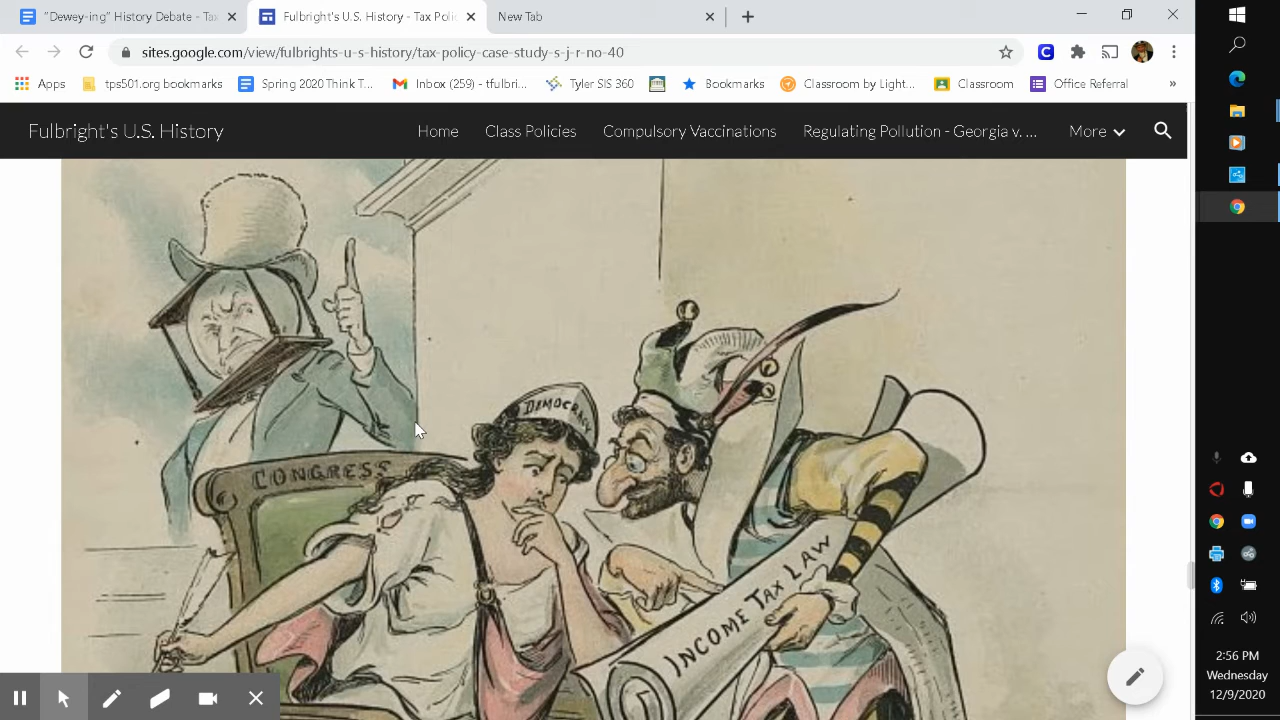 "Dewey-ing" History Debate - Tax
Fulbright's U.S. History - Tax Poli
New Tab
sites.google.com/view/fulbrights-u-s-history/tax-policy-case-study-s-j-r-no-40
Apps
tps501.org bookmarks
Spring 2020 Think T...
Inbox (259) - tfulbri...
Tyler SIS 360
Bookmarks
Classroom by Light...
Classroom
Office Referral
»
Fulbright's U.S. History
Home
Class Policies
Compulsory Vaccinations
Regulating Pollution - Georgia v. ...
More
DEMOCRACY
CONGRESS
INCOME TAX LAW
2:56 PM
Wednesday
12/9/2020